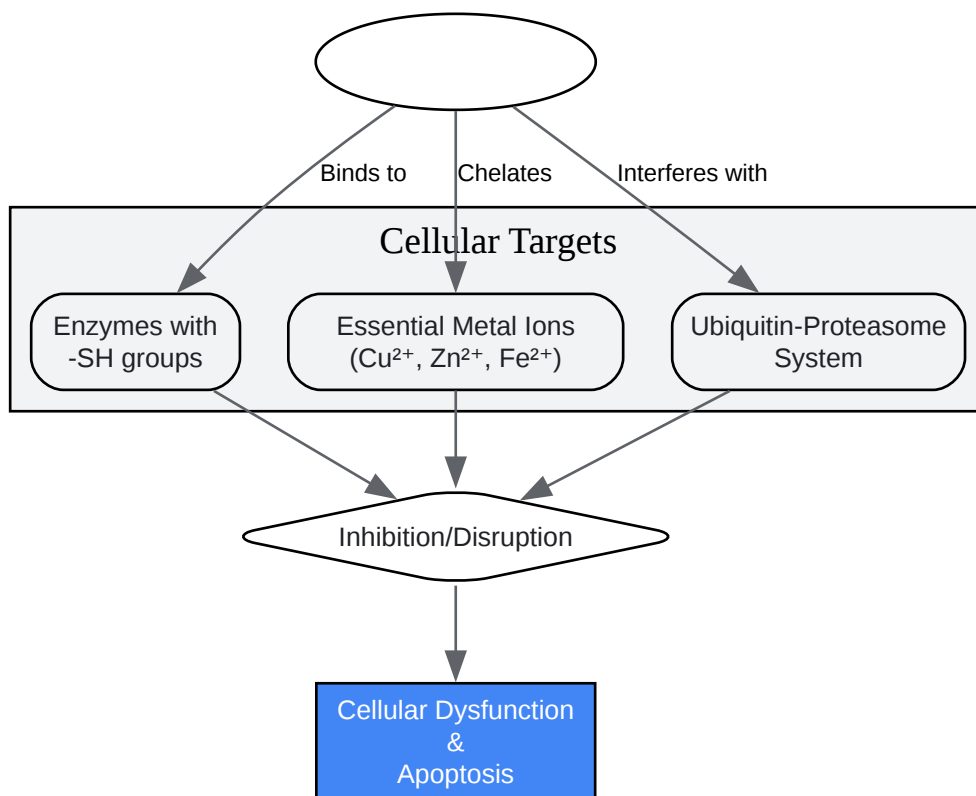 Binds to
Chelates
Interferes with
Cellular Targets
Enzymes with
-SH groups
Essential Metal Ions
(Cu²⁺, Zn²⁺, Fe²⁺)
Ubiquitin-Proteasome
System
Inhibition/Disruption
Cellular Dysfunction
&
Apoptosis